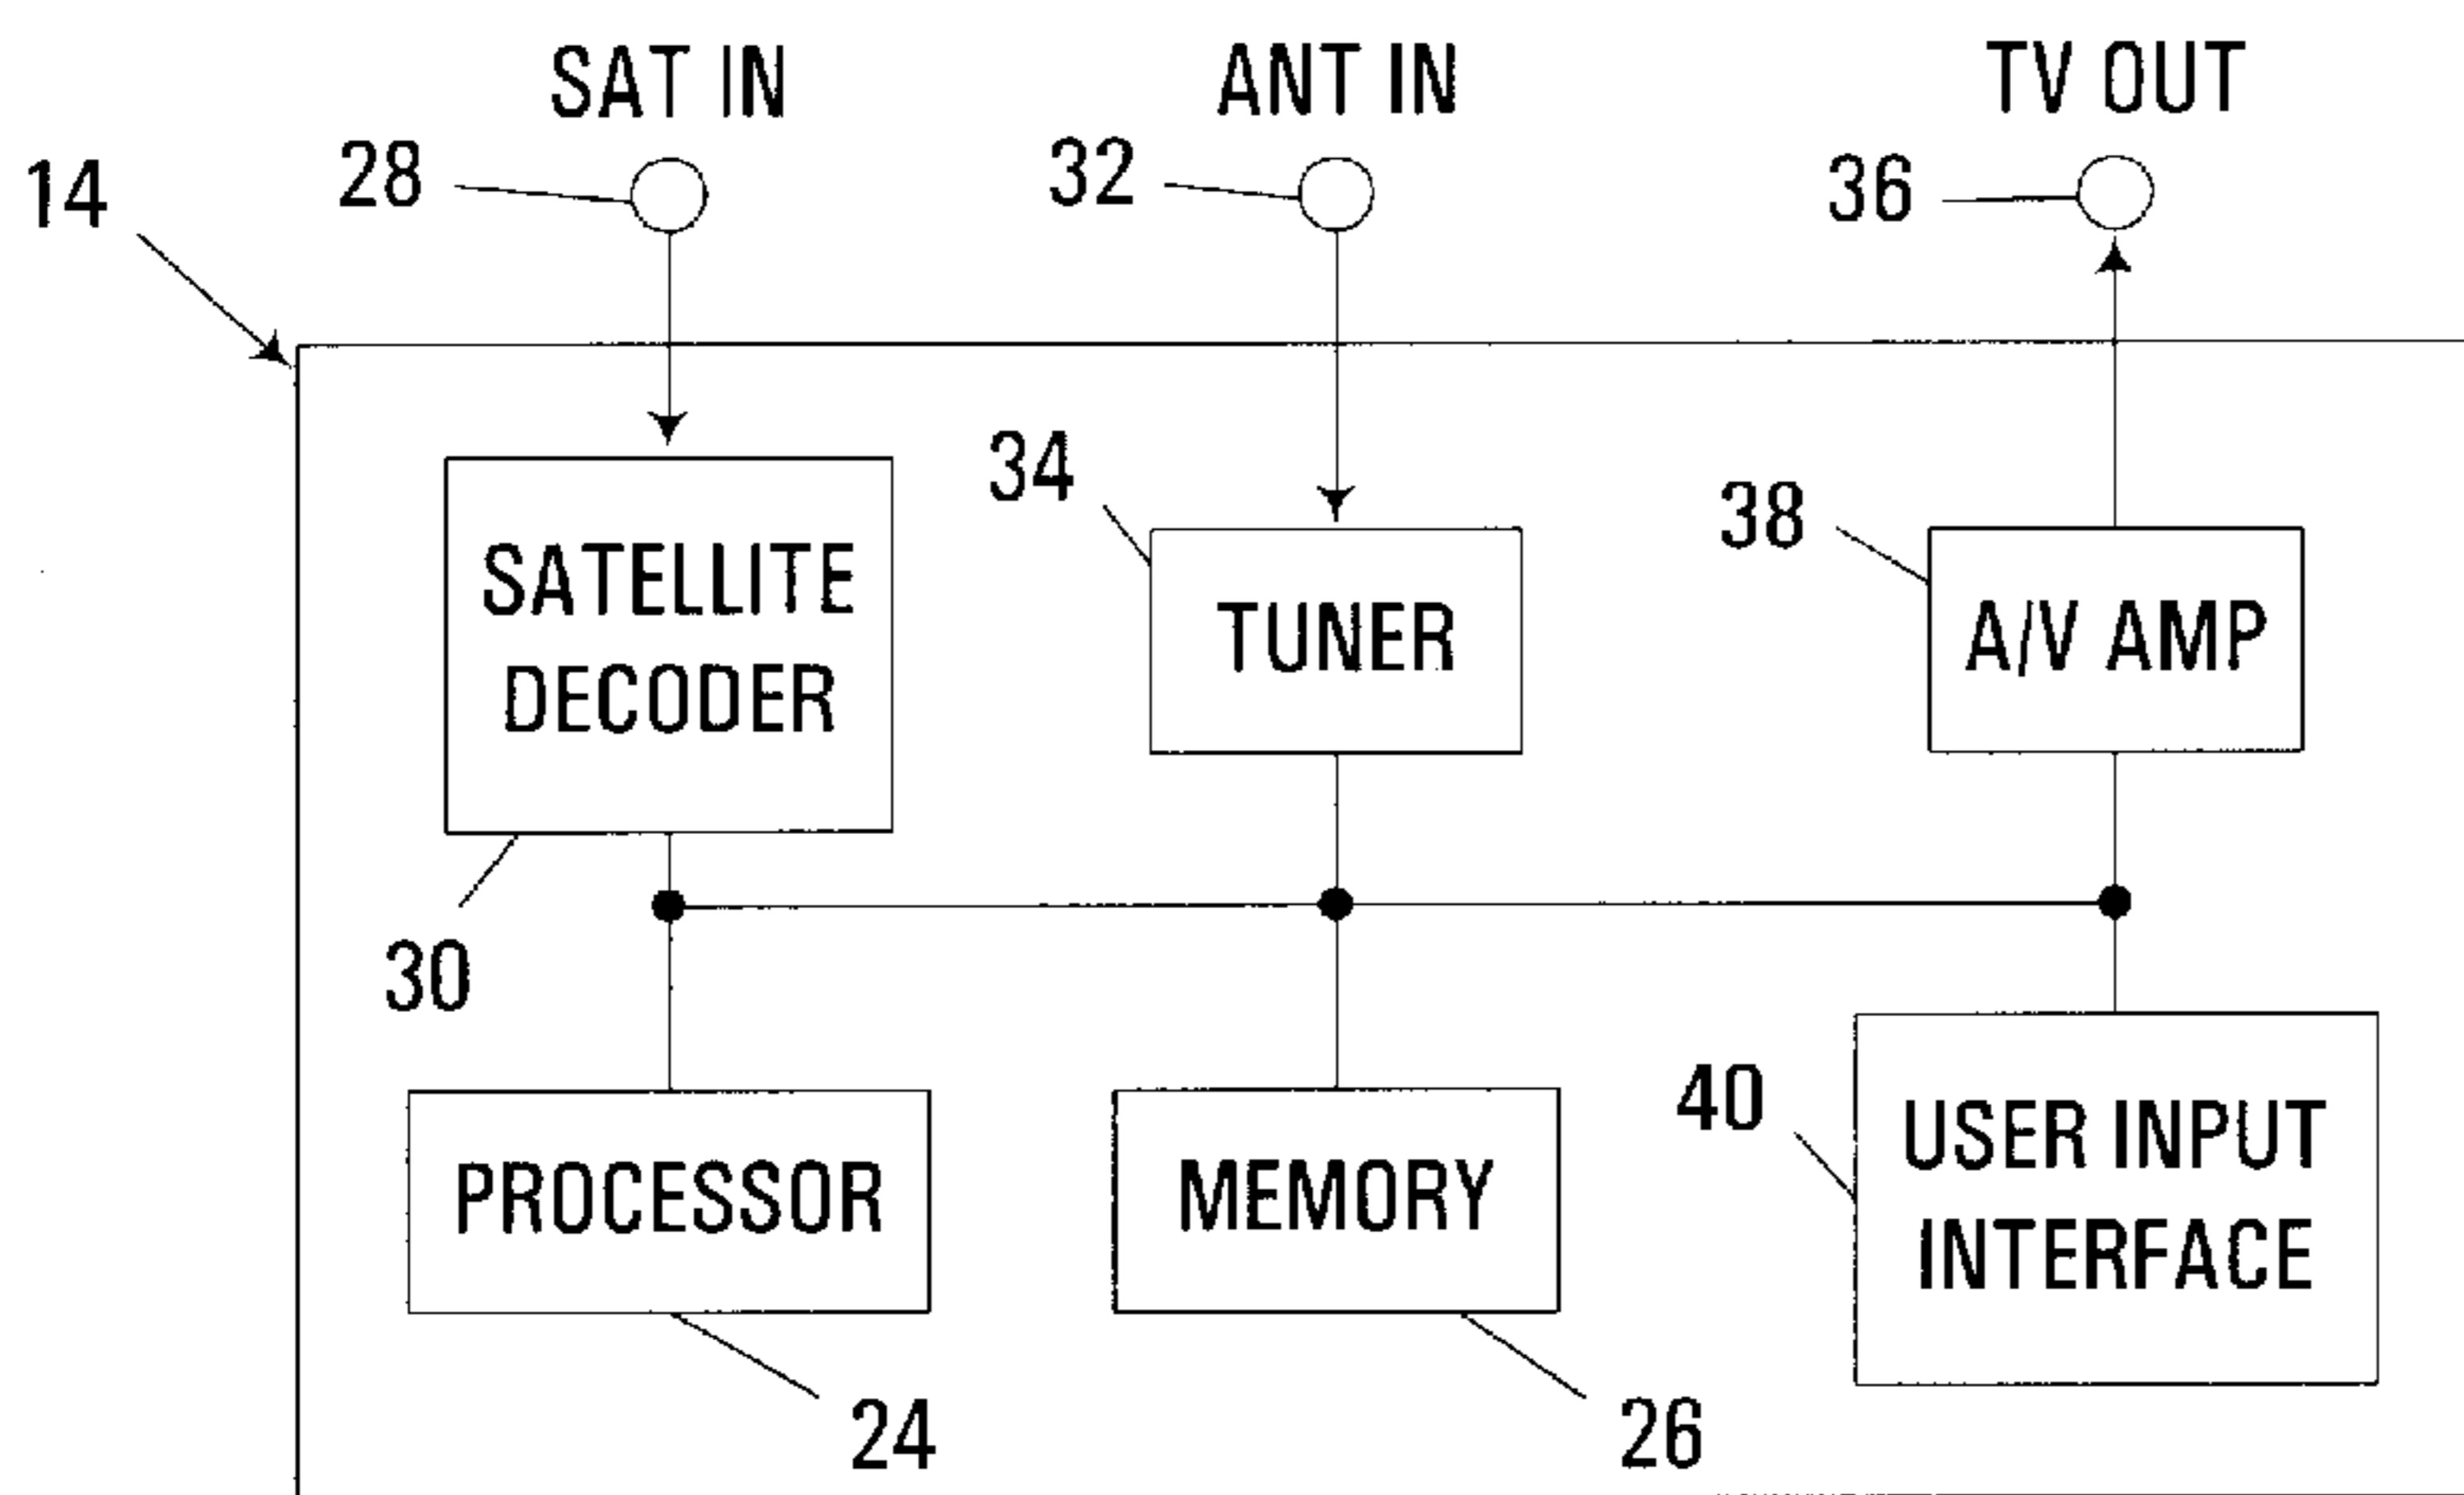 SAT IN
ANT IN
TV OUT
14
28
32
36
34
38
SATELLITE
DECODER
TUNER
A/V AMP
30
40
PROCESSOR
MEMORY
USER INPUT
INTERFACE
24
26